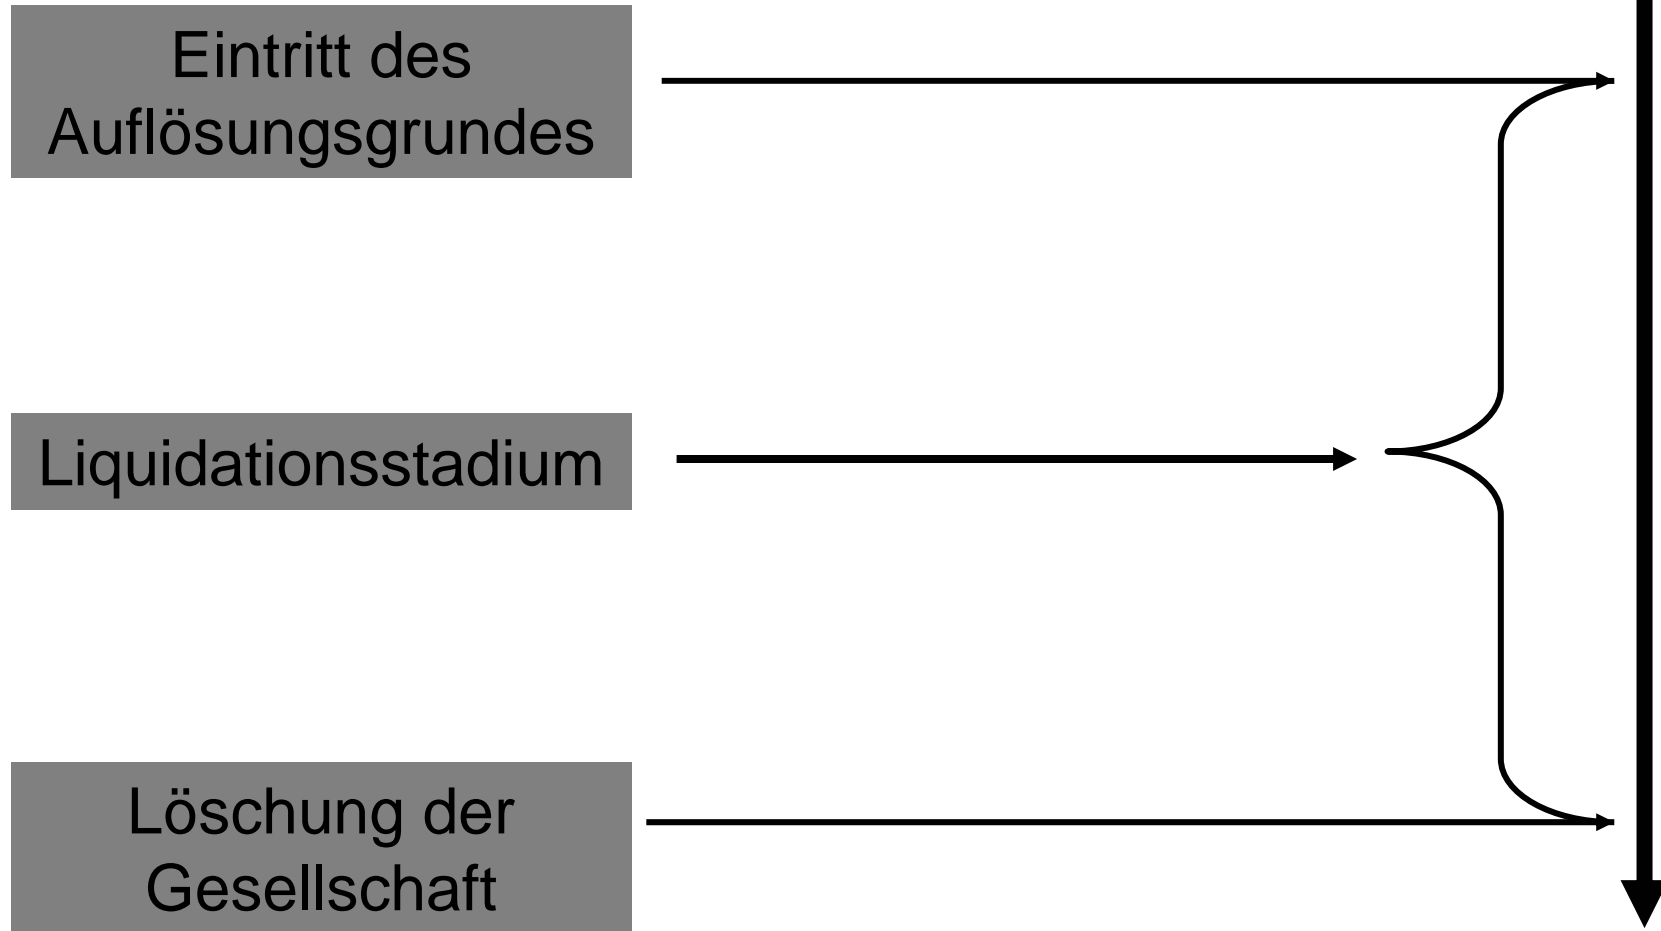 Eintritt des
Auflösungsgrundes
Liquidationsstadium
Löschung der
Gesellschaft